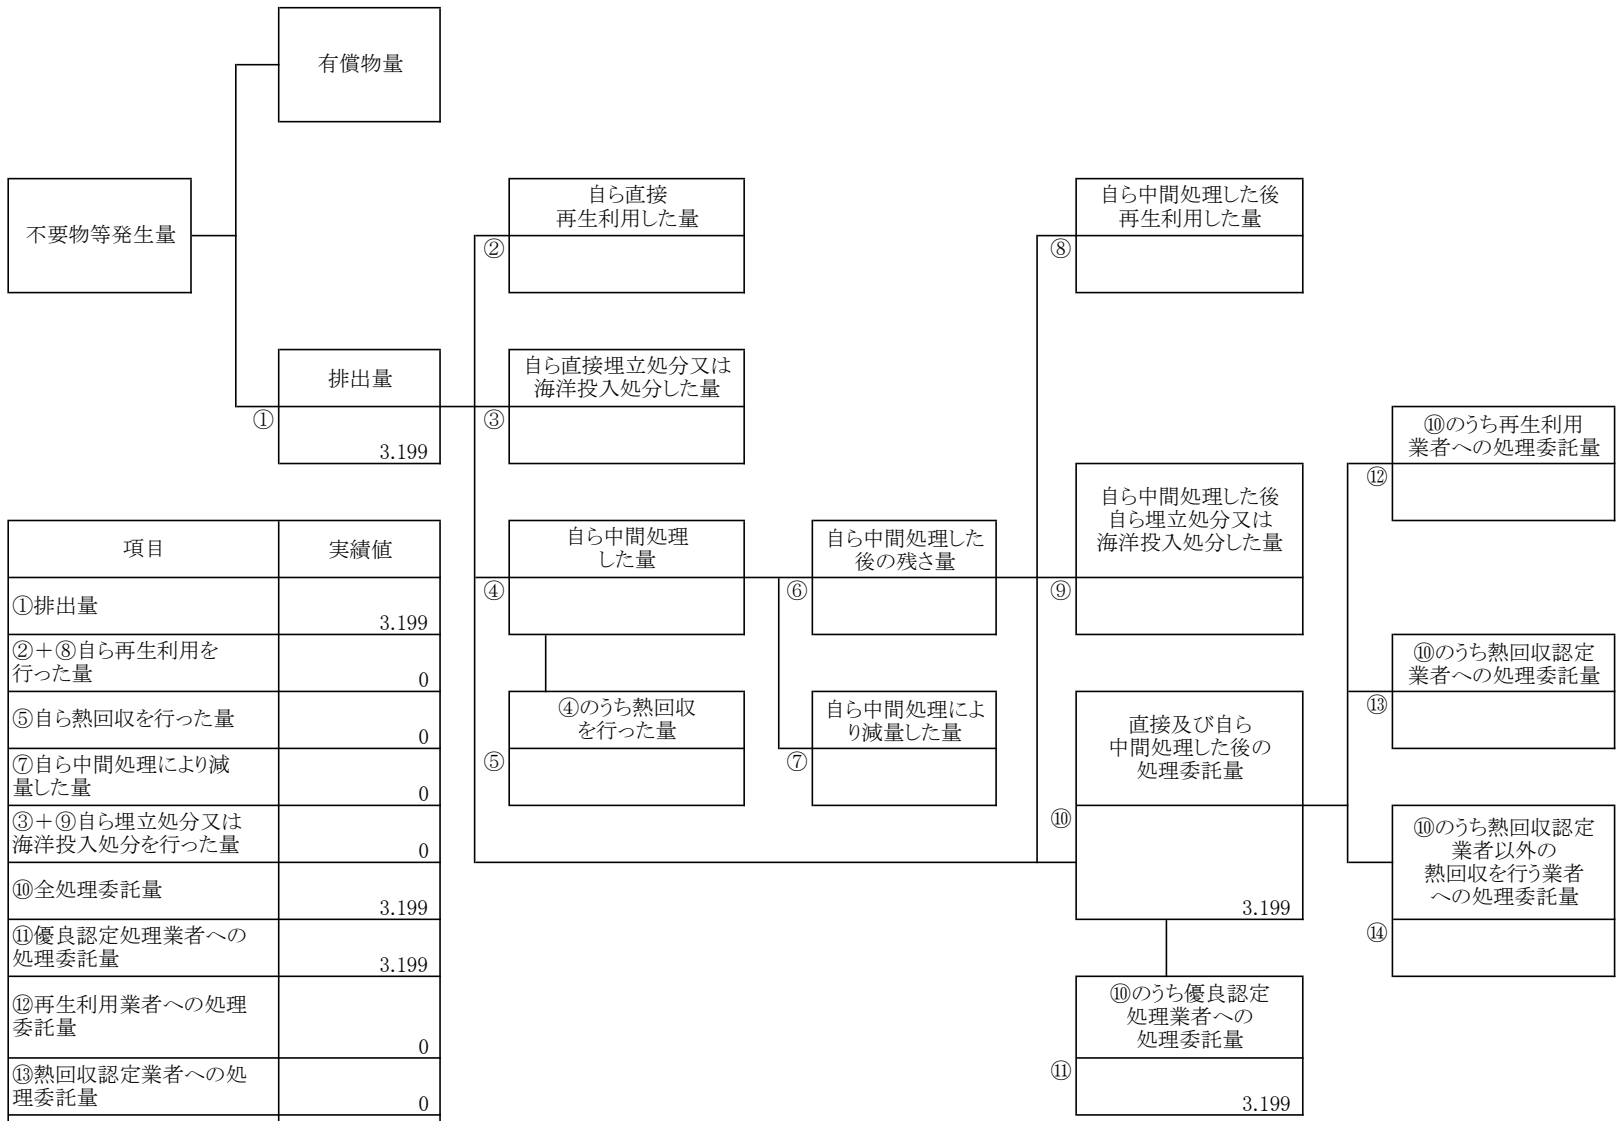 有償物量
不要物等発生量
自ら直接
再生利用した量
②
自ら中間処理した後
再生利用した量
⑧
排出量
①
3.199
自ら直接埋立処分又は
海洋投入処分した量
③
⑩のうち再生利用
業者への処理委託量
⑫
自ら中間処理した後
自ら埋立処分又は
海洋投入処分した量
⑨
自ら中間処理
した量
④
自ら中間処理した
後の残さ量
⑥
④のうち熱回収
を行った量
⑤
自ら中間処理によ
り減量した量
⑦
直接及び自ら
中間処理した後の
処理委託量
⑩
3.199
⑩のうち熱回収認定
業者への処理委託量
⑬
⑩のうち熱回収認定
業者以外の
熱回収を行う業者
への処理委託量
⑭
⑩のうち優良認定
処理業者への
処理委託量
⑪
3.199
項目 実績値
①排出量
3.199
②+⑧自ら再生利用を
行った量
0
⑤自ら熱回収を行った量
0
⑦自ら中間処理により減
量した量
0
③+⑨自ら埋立処分又は
海洋投入処分を行った量
0
⑩全処理委託量
3.199
⑪優良認定処理業者への
処理委託量
3.199
⑫再生利用業者への処理
委託量
0
⑬熱回収認定業者への処
理委託量
0